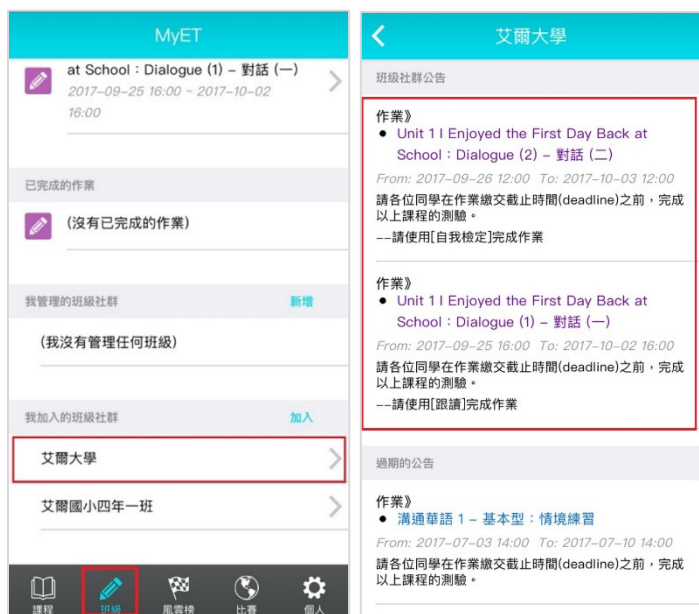 MyET
at School：Dialogue (1) – 對話 (一)
2017–09–25 16:00 ~ 2017–10–02
16:00
已完成的作業
(沒有已完成的作業)
我管理的班級社群 新增
(我沒有管理任何班級)
我加入的班級社群 加入
艾爾大學
艾爾國小四年一班
課程 班級 風雲榜 比賽 個人
艾爾大學
班級社群公告
作業》
● Unit 1 I Enjoyed the First Day Back at
School：Dialogue (2) – 對話 (二)
From: 2017–09–26 12:00 To: 2017–10–03 12:00
請各位同學在作業繳交截止時間(deadline)之前，完成
以上課程的測驗。
––請使用[自我檢定]完成作業
作業》
● Unit 1 I Enjoyed the First Day Back at
School：Dialogue (1) – 對話 (一)
From: 2017–09–25 16:00 To: 2017–10–02 16:00
請各位同學在作業繳交截止時間(deadline)之前，完成
以上課程的測驗。
––請使用[跟讀]完成作業
過期的公告
作業》
● 溝通華語 1 – 基本型：情境練習
From: 2017–07–03 14:00 To: 2017–07–10 14:00
請各位同學在作業繳交截止時間(deadline)之前，完成
以上課程的測驗。